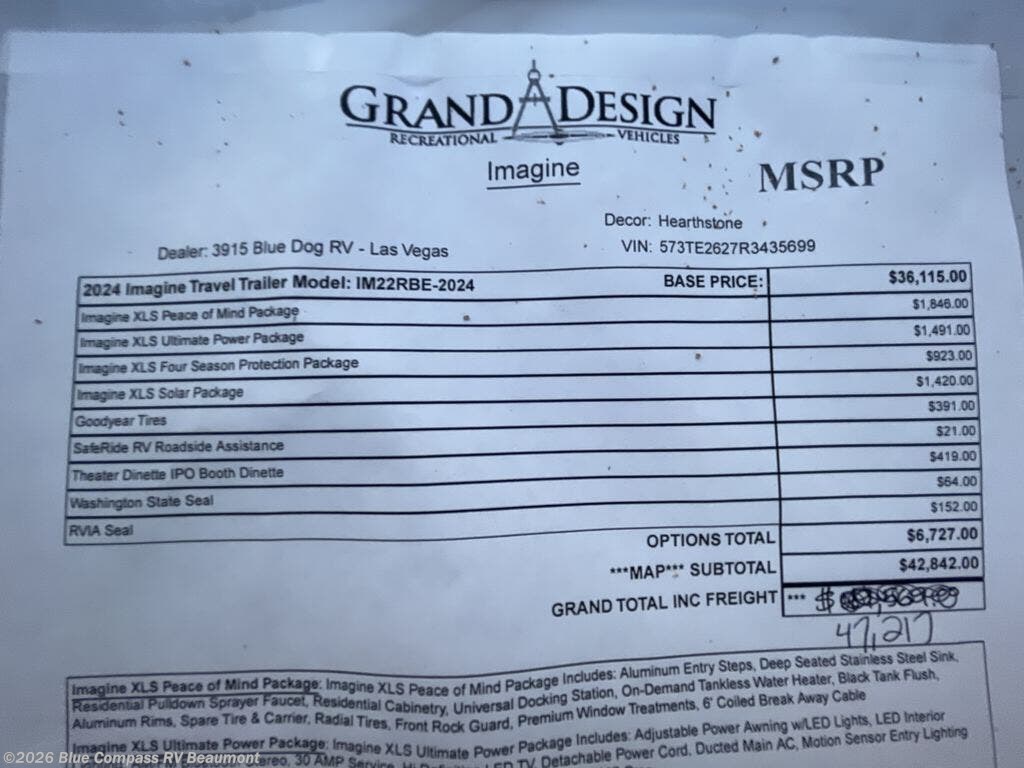 GRAND DESIGN
RECREATIONAL VEHICLES
Imagine
MSRP
Decor: Hearthstone
Dealer: 3915 Blue Dog RV - Las Vegas
VIN: 573TE2627R3435699
2024 Imagine Travel Trailer Model: IM22RBE-2024 BASE PRICE: $36,115.00
Imagine XLS Peace of Mind Package $1,846.00
Imagine XLS Ultimate Power Package $1,491.00
Imagine XLS Four Season Protection Package $923.00
Imagine XLS Solar Package $1,420.00
Goodyear Tires $391.00
SafeRide RV Roadside Assistance $21.00
Theater Dinette IPO Booth Dinette $419.00
Washington State Seal $64.00
RVIA Seal $152.00
OPTIONS TOTAL $6,727.00
***MAP*** SUBTOTAL $42,842.00
GRAND TOTAL INC FREIGHT *** $
47,217
Imagine XLS Peace of Mind Package: Imagine XLS Peace of Mind Package Includes: Aluminum Entry Steps, Deep Seated Stainless Steel Sink,
Residential Pulldown Sprayer Faucet, Residential Cabinetry, Universal Docking Station, On-Demand Tankless Water Heater, Black Tank Flush,
Aluminum Rims, Spare Tire & Carrier, Radial Tires, Front Rock Guard, Premium Window Treatments, 6' Coiled Break Away Cable
Imagine XLS Ultimate Power Package: Imagine XLS Ultimate Power Package Includes: Adjustable Power Awning w/LED Lights, LED Interior
30 AMP Service, LED TV, Detachable Power Cord, Ducted Main AC, Motion Sensor Entry Lighting
©2026 Blue Compass RV Beaumont